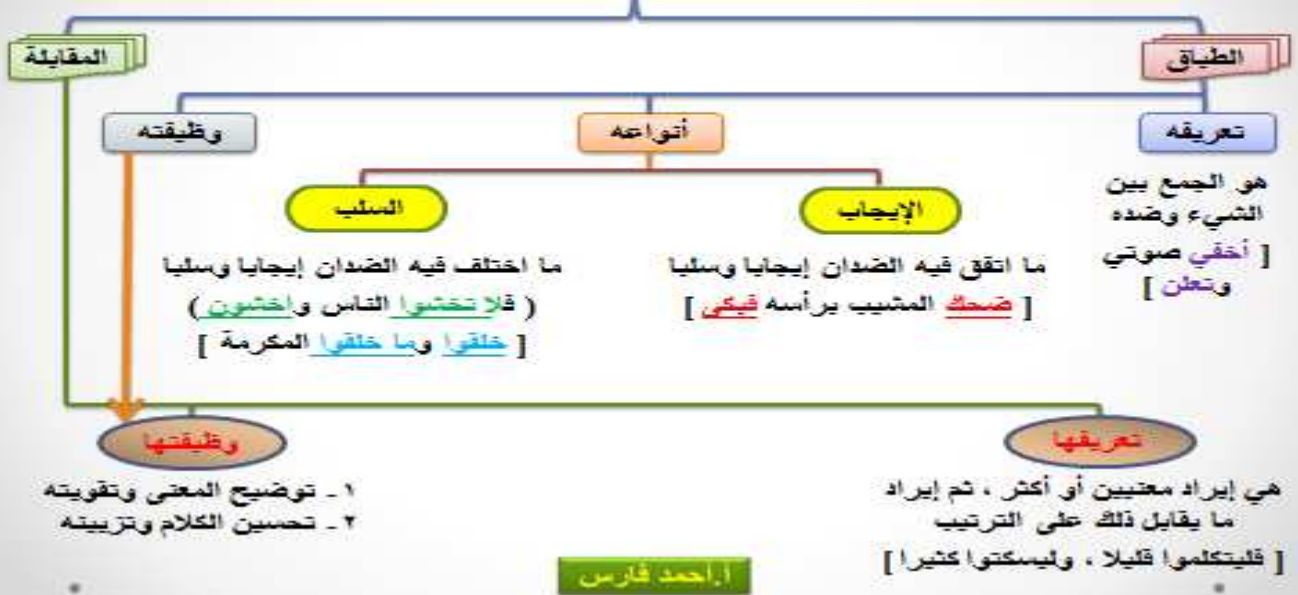 الطباق
المقابلة
تعريفه
أنواعه
وظيفته
هو الجمع بين
الشيء وضده
[ أخفي صوتي
وتعلن ]
الإيجاب
ما اتفق فيه الضدان إيجابا وسلبا
[ ضحك المشيب برأسه فبكى ]
السلب
ما اختلف فيه الضدان إيجابا وسلبا
( فلا تخشوا الناس واخشون )
[ خلقوا وما خلقوا المكرمة ]
تعريفها
هي إيراد معنيين أو أكثر ، ثم إيراد
ما يقابل ذلك على الترتيب
[ فليتكلموا قليلا ، وليسكتوا كثيرا ]
وظيفتها
١ - توضيح المعنى وتقويته
٢ - تحسين الكلام وتزيينه
أ.أحمد فارس